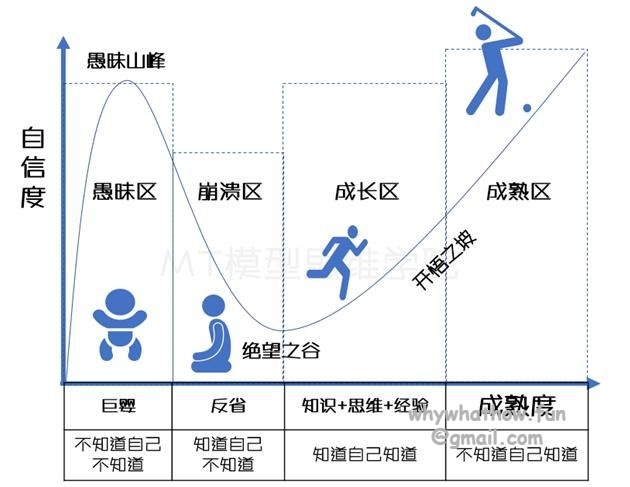 愚昧山峰
自信度
愚昧区
崩溃区
成长区
成熟区
MT模型思维学院
开悟之坡
绝望之谷
巨婴
反省
知识+思维+经验
成熟度
whywhathow.fun
@gmail.com
不知道自己
不知道
知道自己
不知道
知道自己知道
不知道自己知道